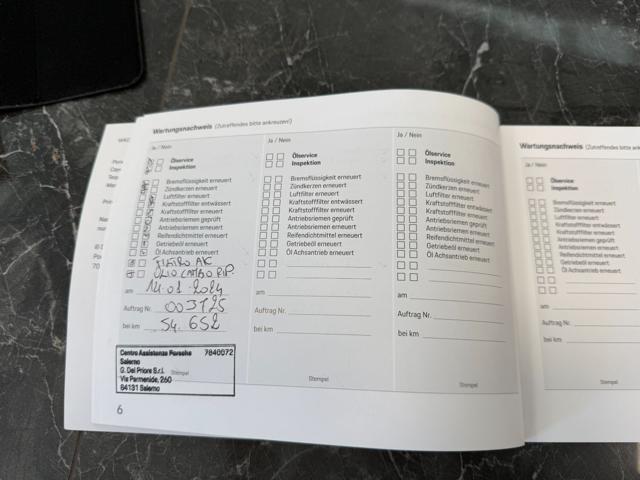 Wartungsnachweis (Zutreffendes bitte ankreuzen!)
Ja / Nein
Ölservice
Inspektion
Bremsflüssigkeit erneuert
Zündkerzen erneuert
Luftfilter erneuert
Kraftstofffilter entwässert
Kraftstofffilter erneuert
Antriebsriemen geprüft
Antriebsriemen erneuert
Reifendichtmittel erneuert
Getriebeöl erneuert
Öl Achsantrieb erneuert
FILTRO AC
OLIO CAMBIO RIP.
am 14.01.2024
Auftrag Nr. 003725
bei km 54.652
Centro Assistenza Porsche 7840072
Salerno
G. Del Priore S.r.l.
Via Parmenide, 260
84131 Salerno
Stempel
6
Ja / Nein
Ölservice
Inspektion
Bremsflüssigkeit erneuert
Zündkerzen erneuert
Luftfilter erneuert
Kraftstofffilter entwässert
Kraftstofffilter erneuert
Antriebsriemen geprüft
Antriebsriemen erneuert
Reifendichtmittel erneuert
Getriebeöl erneuert
Öl Achsantrieb erneuert
am
Auftrag Nr.
bei km
Stempel
Ja / Nein
Ölservice
Inspektion
Bremsflüssigkeit erneuert
Zündkerzen erneuert
Luftfilter erneuert
Kraftstofffilter entwässert
Kraftstofffilter erneuert
Antriebsriemen geprüft
Antriebsriemen erneuert
Reifendichtmittel erneuert
Getriebeöl erneuert
Öl Achsantrieb erneuert
am
Auftrag Nr.
bei km
Stempel
Wartungsnachweis (Zutreffendes bitte
Ja / Nein
Ölservice
Inspektion
Bremsflüssigkeit erneuert
Zündkerzen erneuert
Luftfilter erneuert
Kraftstofffilter entwässert
Kraftstofffilter erneuert
Antriebsriemen geprüft
Antriebsriemen erneuert
Reifendichtmittel erneuert
Getriebeöl erneuert
Öl Achsantrieb erneuert
am
Auftrag Nr.
bei km